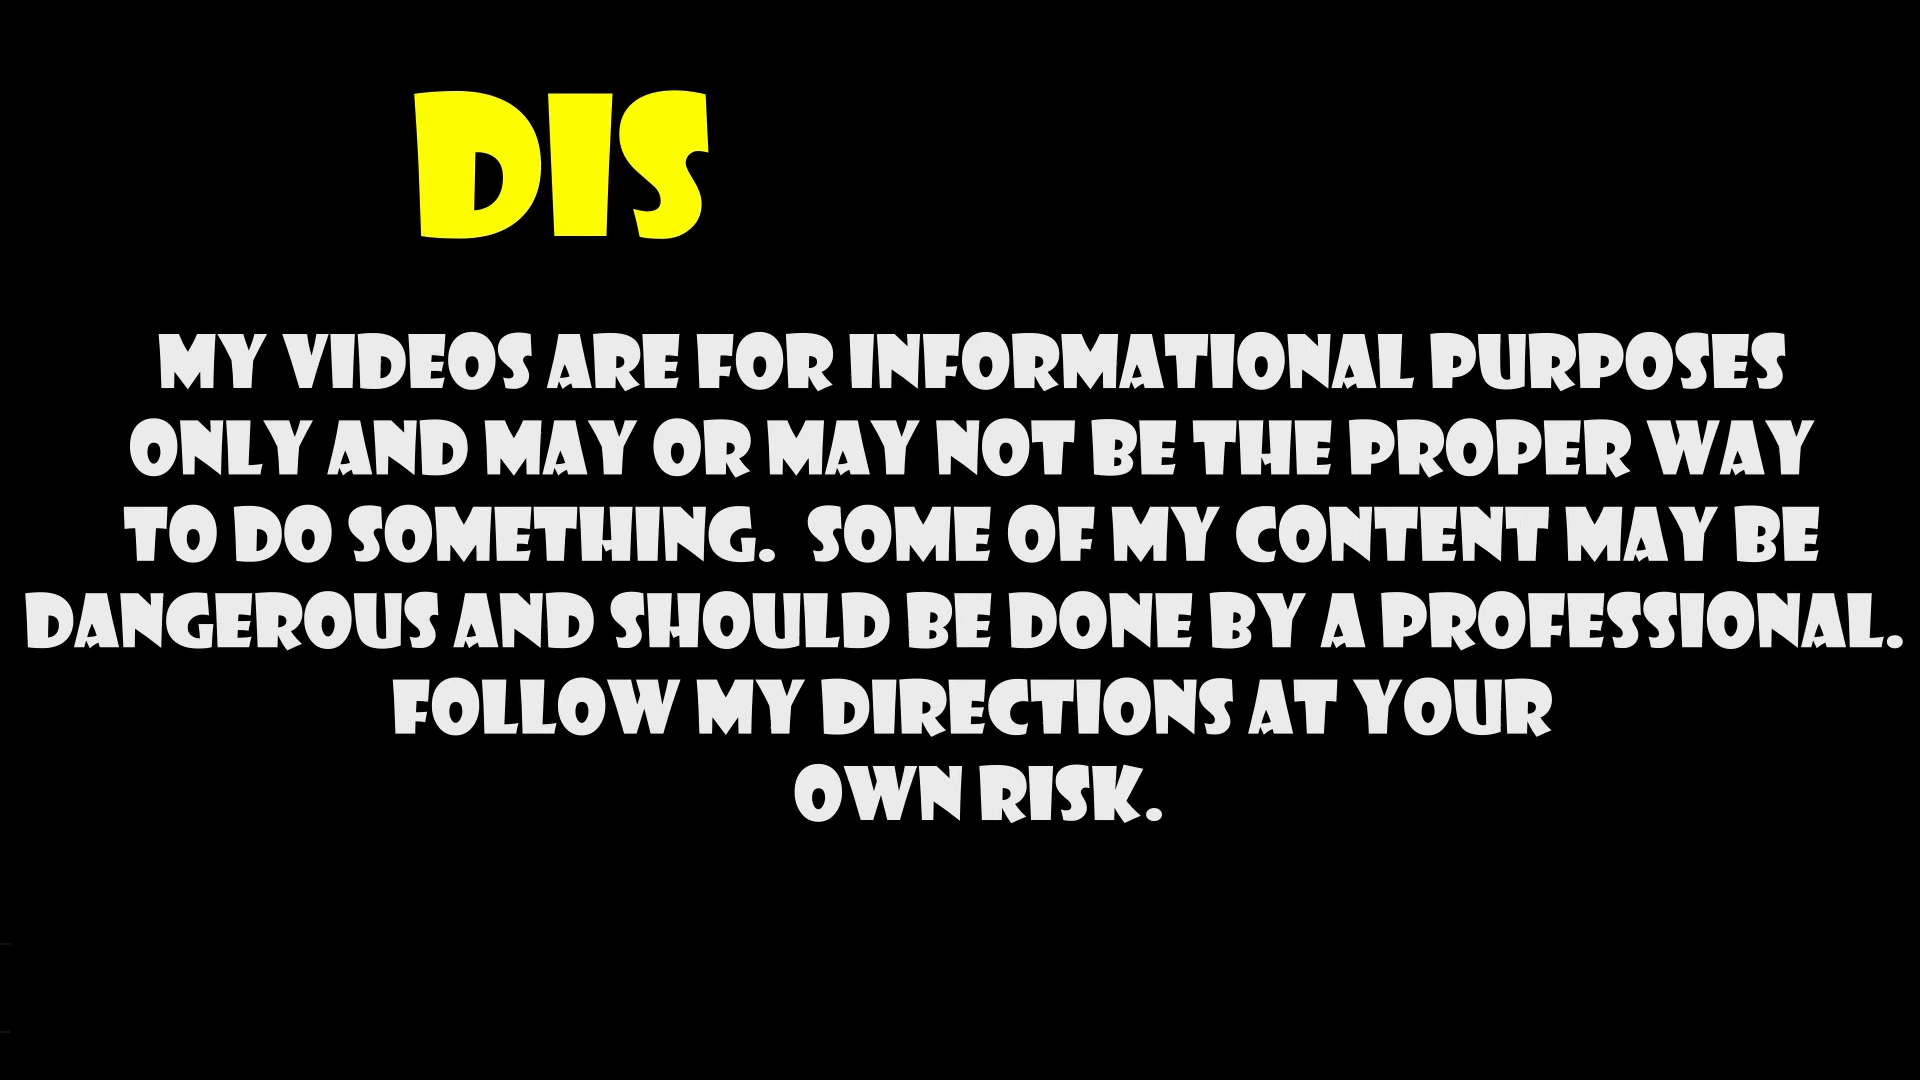 DIS
MY VIDEOS ARE FOR INFORMATIONAL PURPOSES
ONLY AND MAY OR MAY NOT BE THE PROPER WAY
TO DO SOMETHING. SOME OF MY CONTENT MAY BE
DANGEROUS AND SHOULD BE DONE BY A PROFESSIONAL.
FOLLOW MY DIRECTIONS AT YOUR
OWN RISK.